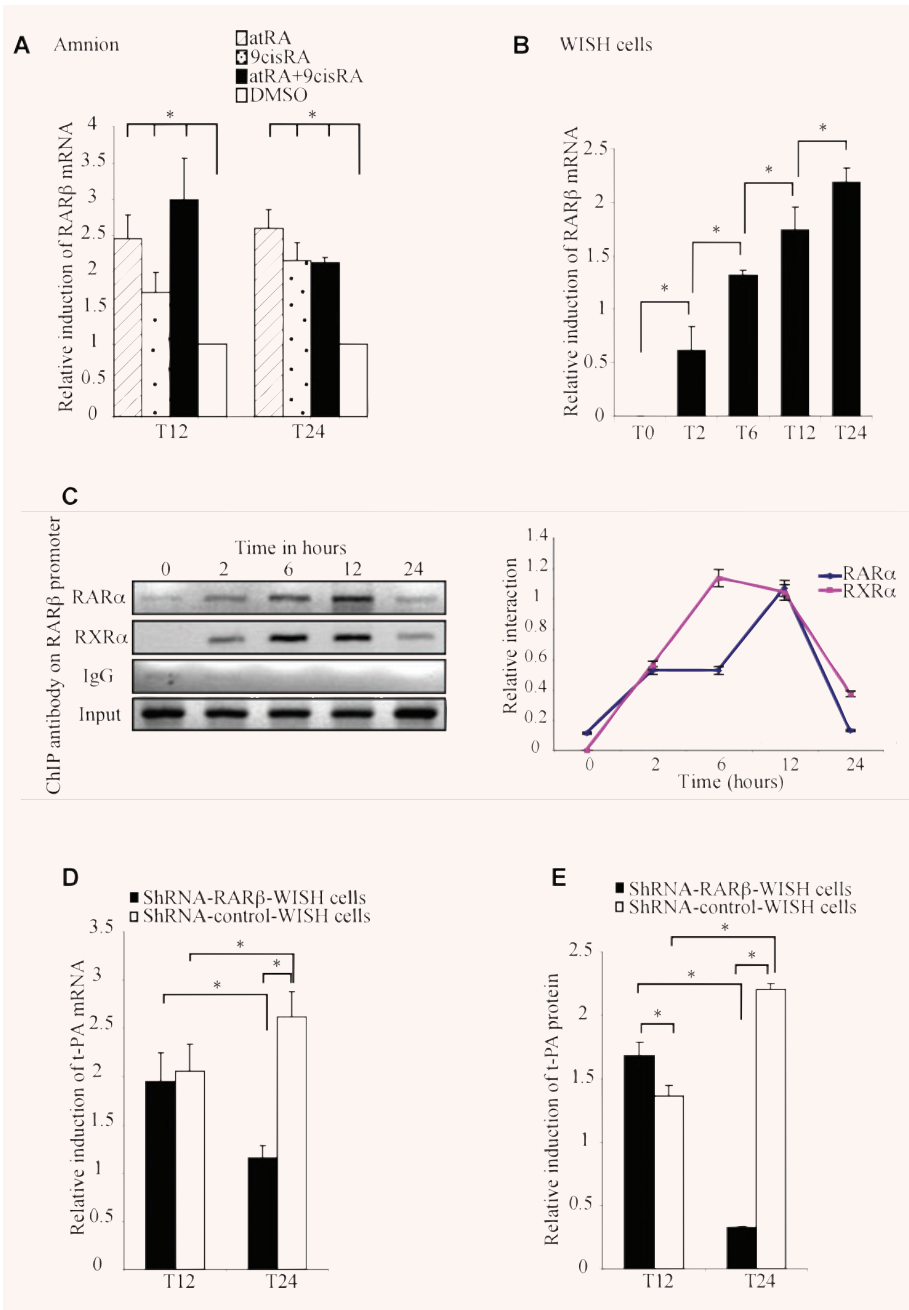 A Amnion
atRA
9cisRA
atRA+9cisRA
DMSO
Relative induction of RARβ mRNA
4
3.5
3
2.5
2
1.5
1
0.5
0
*
*
T12
T24
B WISH cells
Relative induction of RARβ mRNA
2.5
2
1.5
1
0.5
0
*
*
*
*
T0 T2 T6 T12 T24
C
ChIP antibody on RARβ promoter
Time in hours
0 2 6 12 24
RARα
RXRα
IgG
Input
Relative interaction
1.4
1.2
1
0.8
0.6
0.4
0.2
0
0 2 6 12 24
Time (hours)
RARα
RXRα
D
ShRNA-RARβ-WISH cells
ShRNA-control-WISH cells
Relative induction of t-PA mRNA
3.5
3
2.5
2
1.5
1
0.5
0
*
*
*
T12 T24
E
ShRNA-RARβ-WISH cells
ShRNA-control-WISH cells
Relative induction of t-PA protein
2.5
2
1.5
1
0.5
0
*
*
*
*
T12 T24